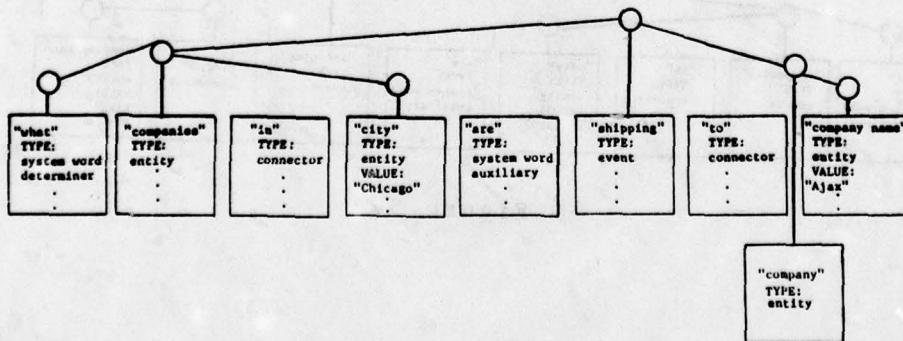 "what"
TYPE:
system word
determiner
"companies"
TYPE:
entity
"in"
TYPE:
connector
"city"
TYPE:
entity
VALUE:
"Chicago"
"are"
TYPE:
system word
auxiliary
"shipping"
TYPE:
event
"to"
TYPE:
connector
"company name"
TYPE:
entity
VALUE:
"Ajax"
"company"
TYPE:
entity